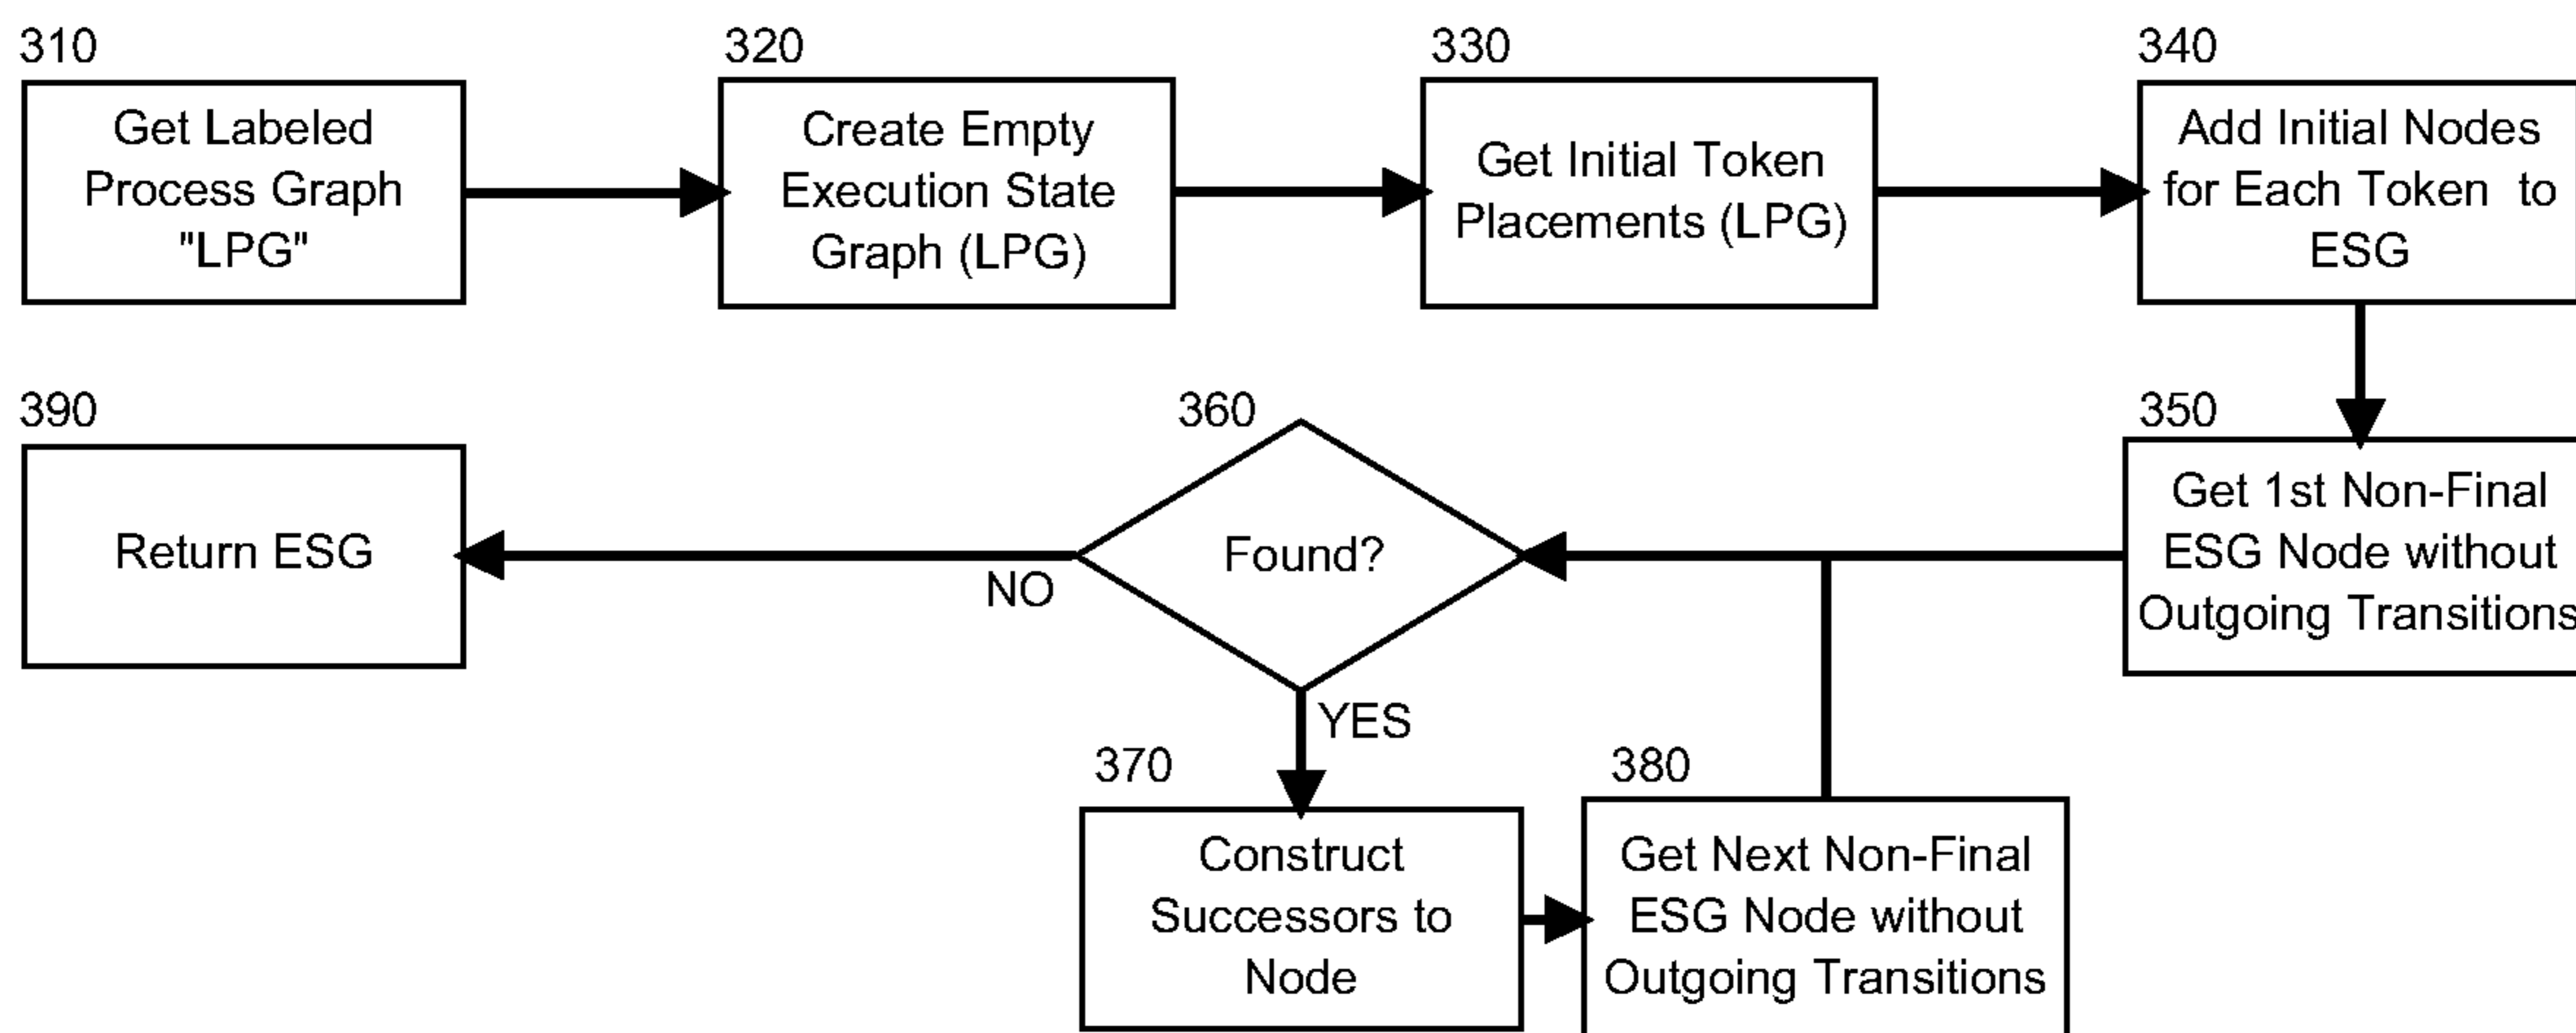 310
Get Labeled
Process Graph
"LPG"
320
Create Empty
Execution State
Graph (LPG)
330
Get Initial Token
Placements (LPG)
340
Add Initial Nodes
for Each Token to
ESG
350
Get 1st Non-Final
ESG Node without
Outgoing Transitions
360
Found?
NO
YES
390
Return ESG
370
Construct
Successors to
Node
380
Get Next Non-Final
ESG Node without
Outgoing Transitions